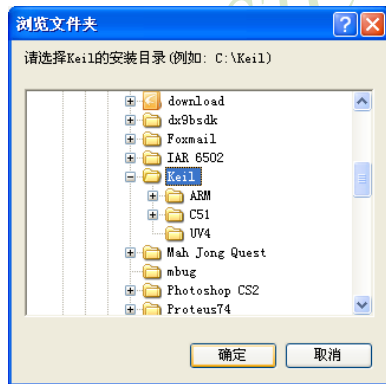 浏览文件夹
请选择Keil的安装目录(例如: C:\Keil)
download
dx9bsdk
Foxmail
IAR 6502
Keil
ARM
C51
UV4
Mah Jong Quest
mbug
Photoshop CS2
Proteus74
确定
取消